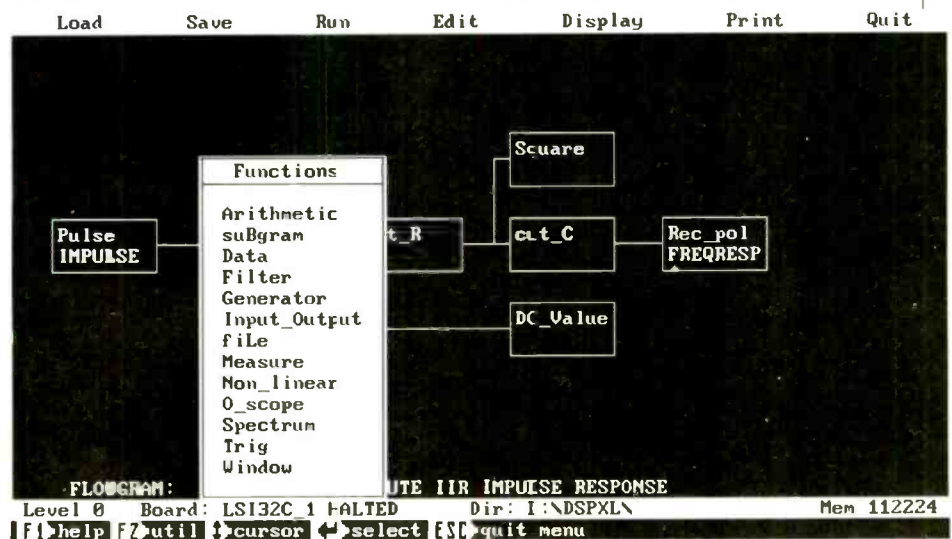 Load Save Run Edit Display Print Quit
Square
Functions
Arithmetic
suBgram
Data
Filter
Generator
Input_Output
fiLe
Measure
Non_linear
O_scope
Spectrum
Trig
Window
Pulse
IMPULSE
t_R
cut_C
Rec_pol
FREQRESP
DC_Value
FLOWGRAM: UTE IIR IMPULSE RESPONSE
Level 0 Board: LSI32C_1 HALTED Dir: I:\DSPXL\ Mem 112224
F1 help F2 util cursor select ESC quit menu